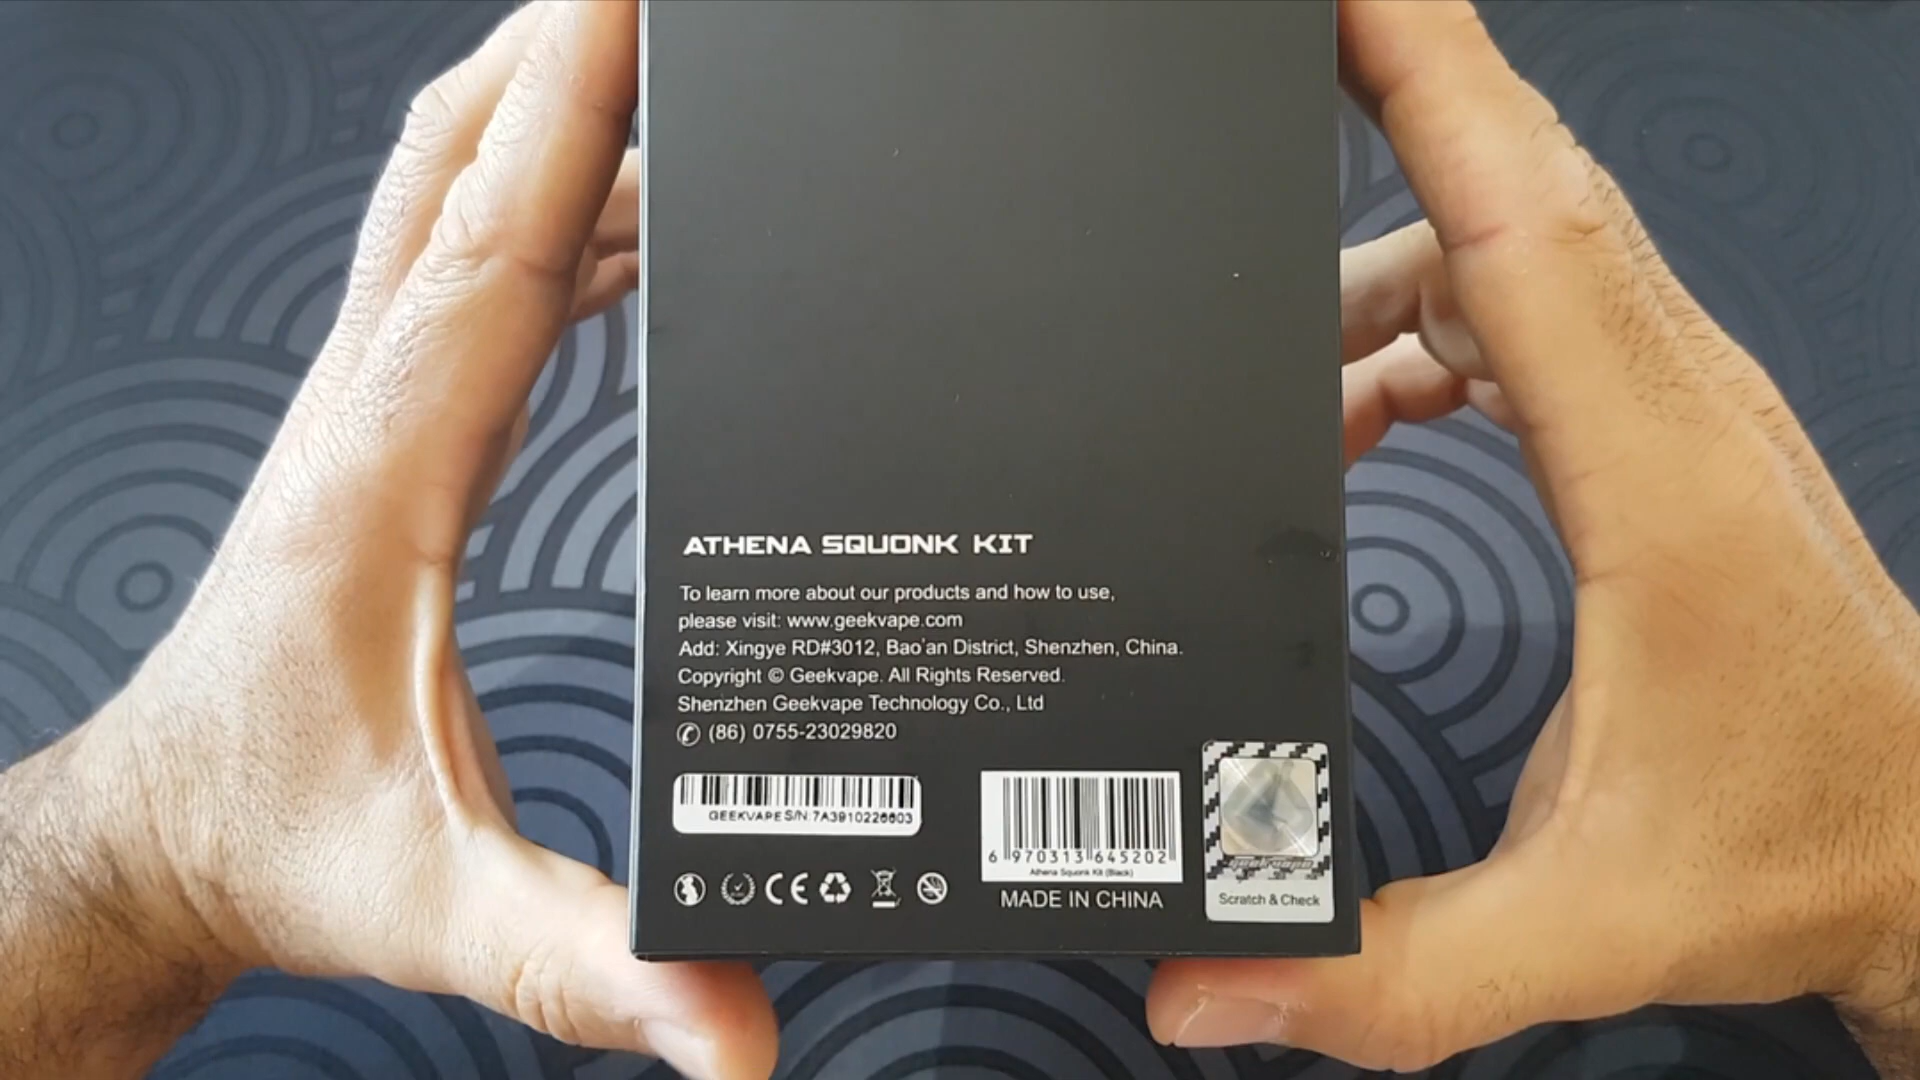 ATHENA SQUONK KIT
To learn more about our products and how to use,
please visit: www.geekvape.com
Add: Xingye RD#3012, Bao'an District, Shenzhen, China.
Copyright © Geekvape. All Rights Reserved.
Shenzhen Geekvape Technology Co., Ltd
(86) 0755-23029820
GEEKVAPE S/N:7A3910226603
6 970313 645202
Athena Squonk Kit (Black)
MADE IN CHINA
CE
geekvape
Scratch & Check